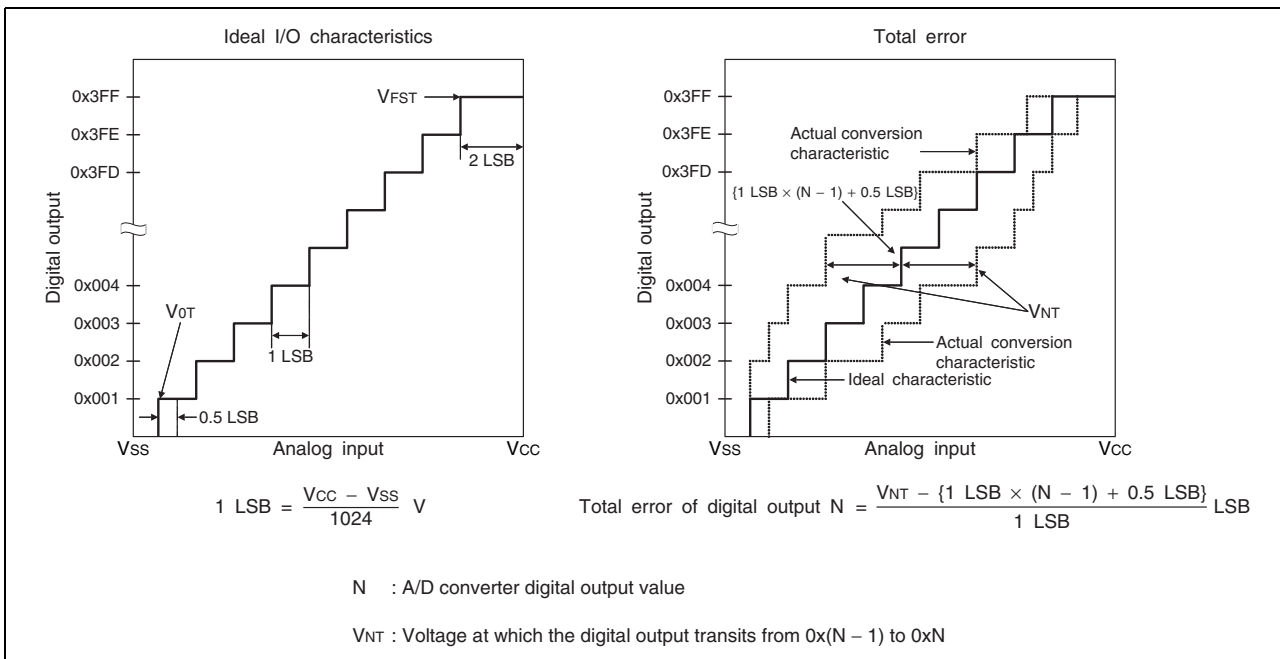 Ideal I/O characteristics
Digital output
0x3FF
0x3FE
0x3FD
0x004
0x003
0x002
0x001
VFST
2 LSB
V0T
1 LSB
0.5 LSB
VSS
Analog input
VCC
1 LSB = VCC − VSS / 1024 V
Total error
Digital output
0x3FF
0x3FE
0x3FD
0x004
0x003
0x002
0x001
Actual conversion
characteristic
{1 LSB × (N − 1) + 0.5 LSB}
VNT
Actual conversion
characteristic
Ideal characteristic
VSS
Analog input
VCC
Total error of digital output N = VNT − {1 LSB × (N − 1) + 0.5 LSB} / 1 LSB LSB
N : A/D converter digital output value
VNT : Voltage at which the digital output transits from 0x(N − 1) to 0xN